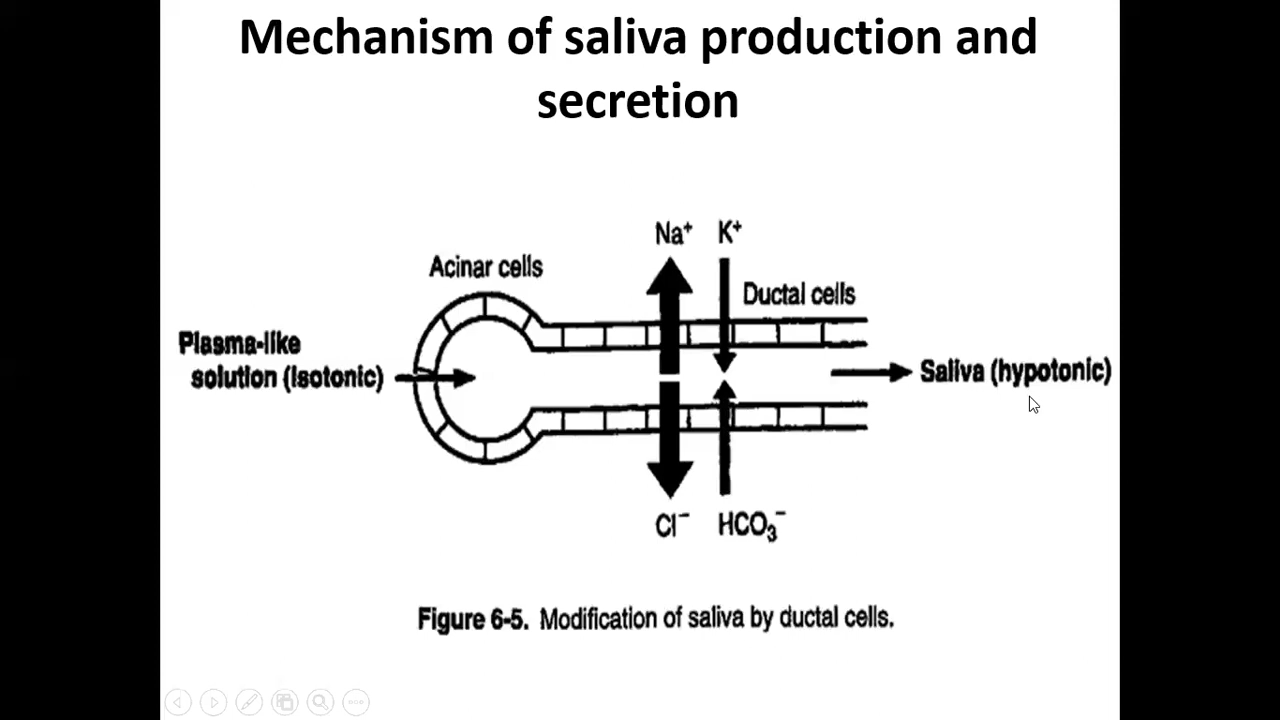 Mechanism of saliva production and
secretion
Na⁺ K⁺
Acinar cells
Ductal cells
Plasma-like
solution (isotonic)
Saliva (hypotonic)
Cl⁻ HCO₃⁻
Figure 6-5. Modification of saliva by ductal cells.